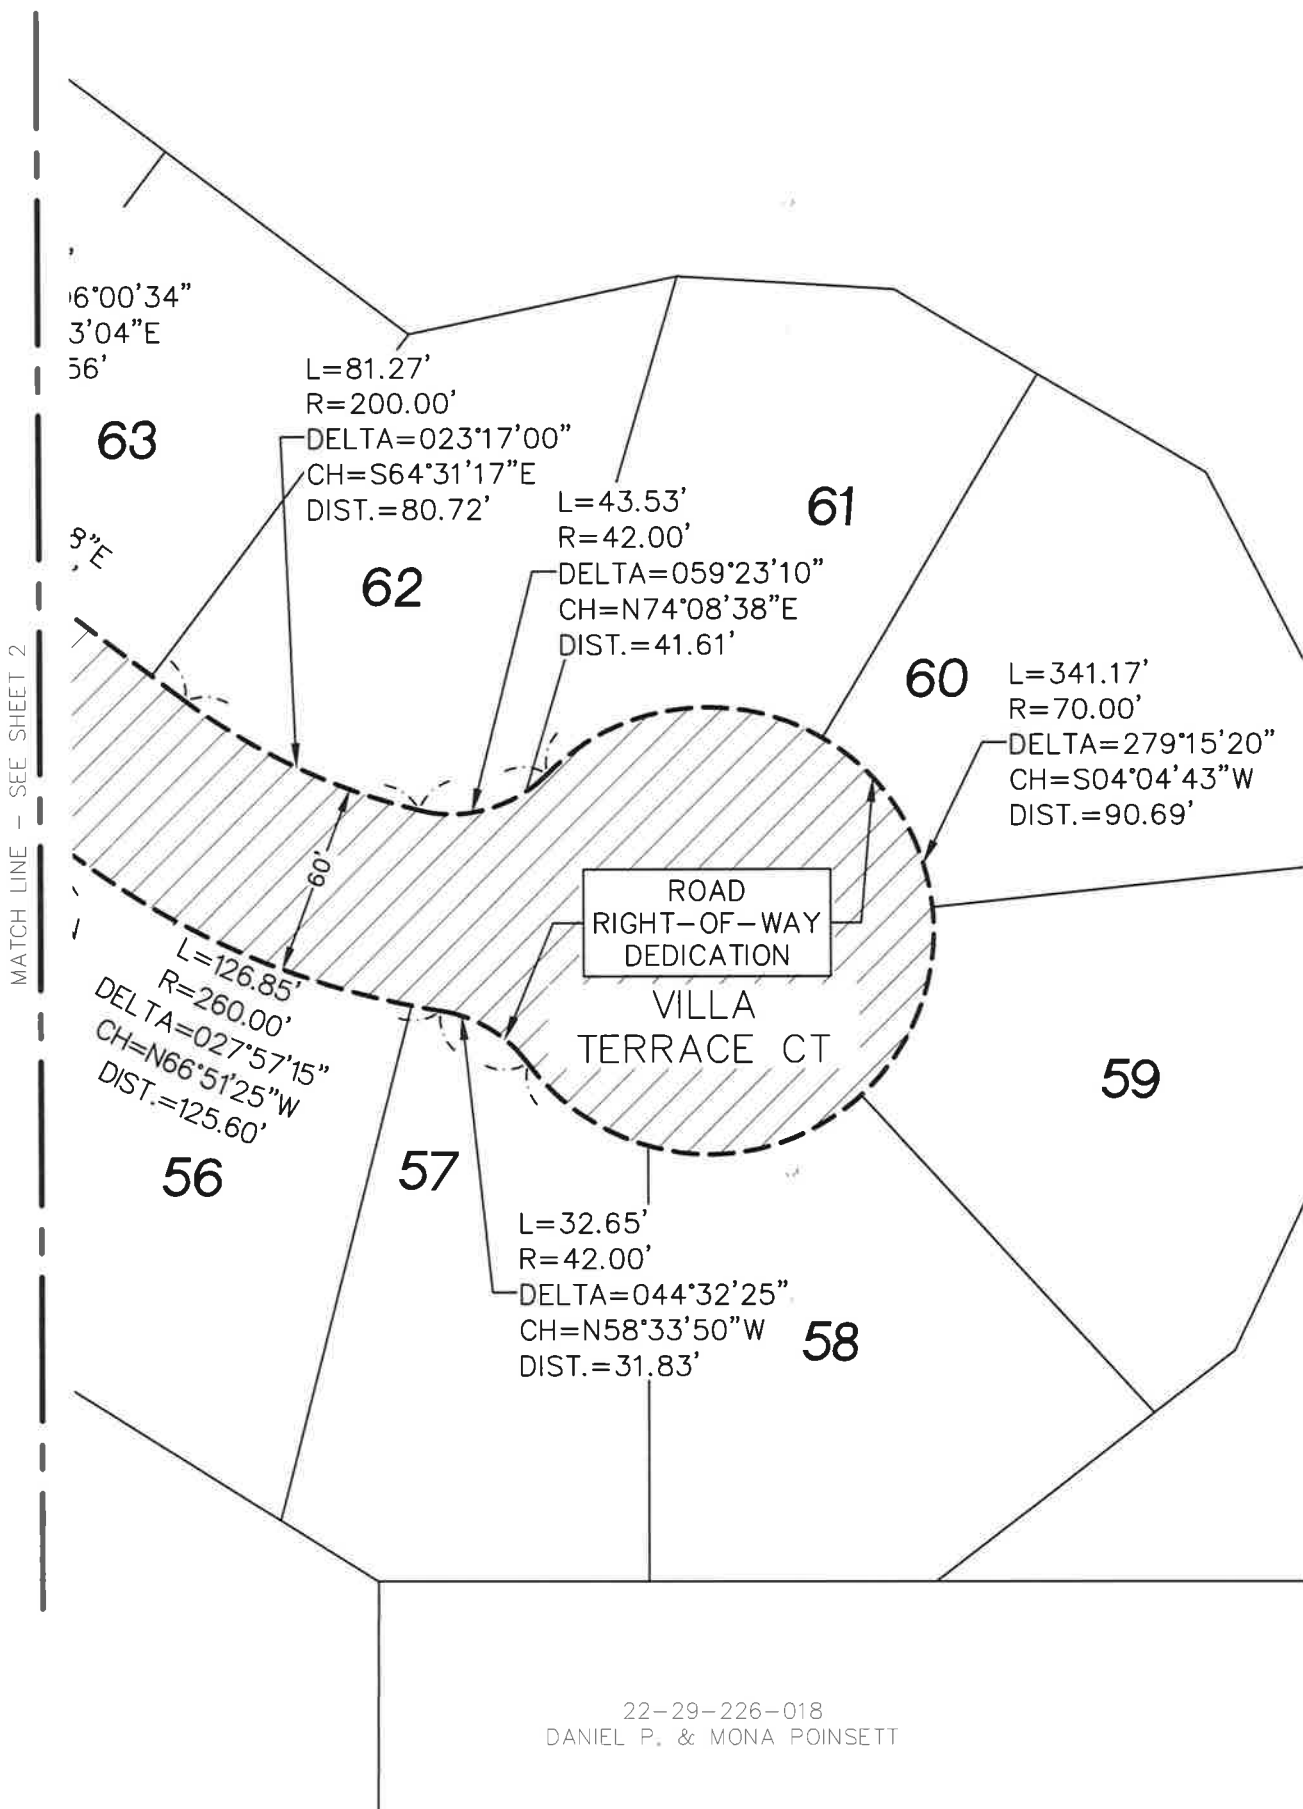 MATCH LINE - SEE SHEET 2
6°00'34"
3'04"E
56'
63
8"E
L=81.27'
R=200.00'
DELTA=023°17'00"
CH=S64°31'17"E
DIST.=80.72'
62
L=43.53'
R=42.00'
DELTA=059°23'10"
CH=N74°08'38"E
DIST.=41.61'
61
60
L=341.17'
R=70.00'
DELTA=279°15'20"
CH=S04°04'43"W
DIST.=90.69'
60'
ROAD
RIGHT-OF-WAY
DEDICATION
VILLA
TERRACE CT
L=126.85'
R=260.00'
DELTA=027°57'15"
CH=N66°51'25"W
DIST.=125.60'
56
57
59
L=32.65'
R=42.00'
DELTA=044°32'25"
CH=N58°33'50"W
DIST.=31.83'
58
22-29-226-018
DANIEL P. & MONA POINSETT